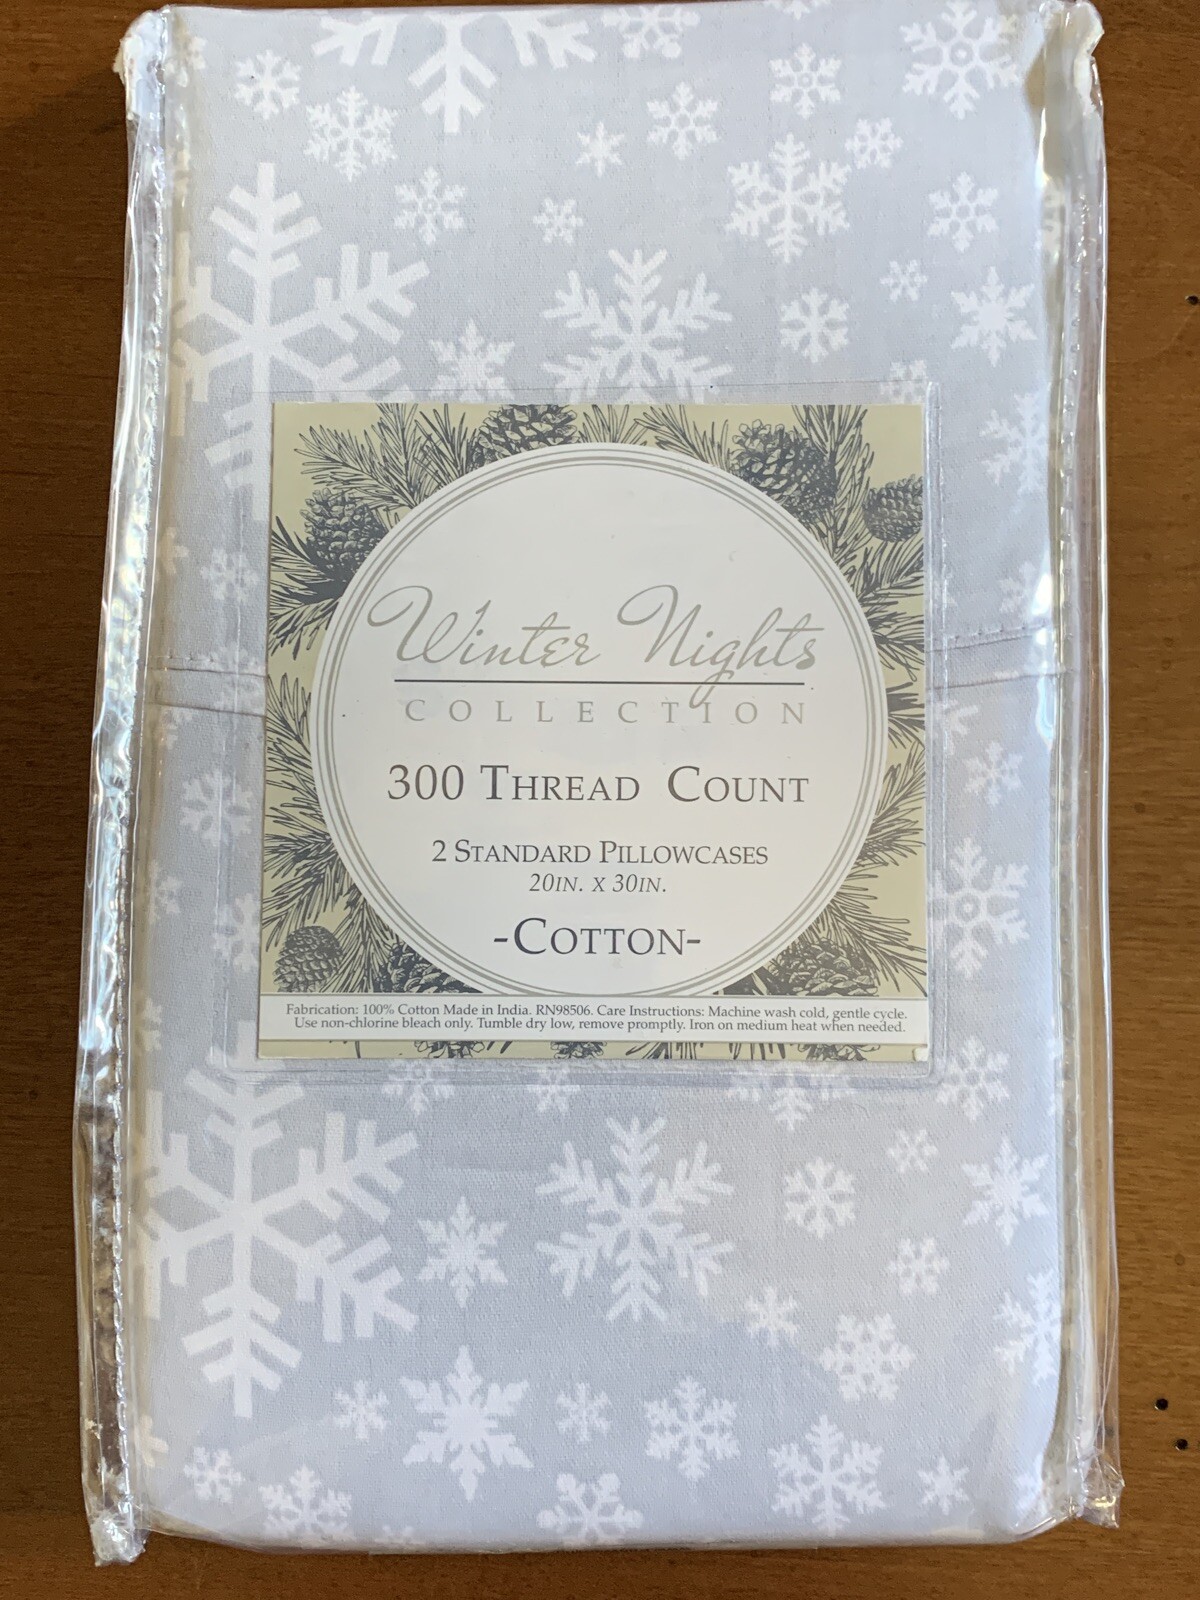 Winter Nights
COLLECTION
300 THREAD COUNT
2 STANDARD PILLOWCASES
20IN. X 30IN.
-COTTON-
Fabrication: 100% Cotton Made in India. RN98506. Care Instructions: Machine wash cold, gentle cycle.
Use non-chlorine bleach only. Tumble dry low, remove promptly. Iron on medium heat when needed.